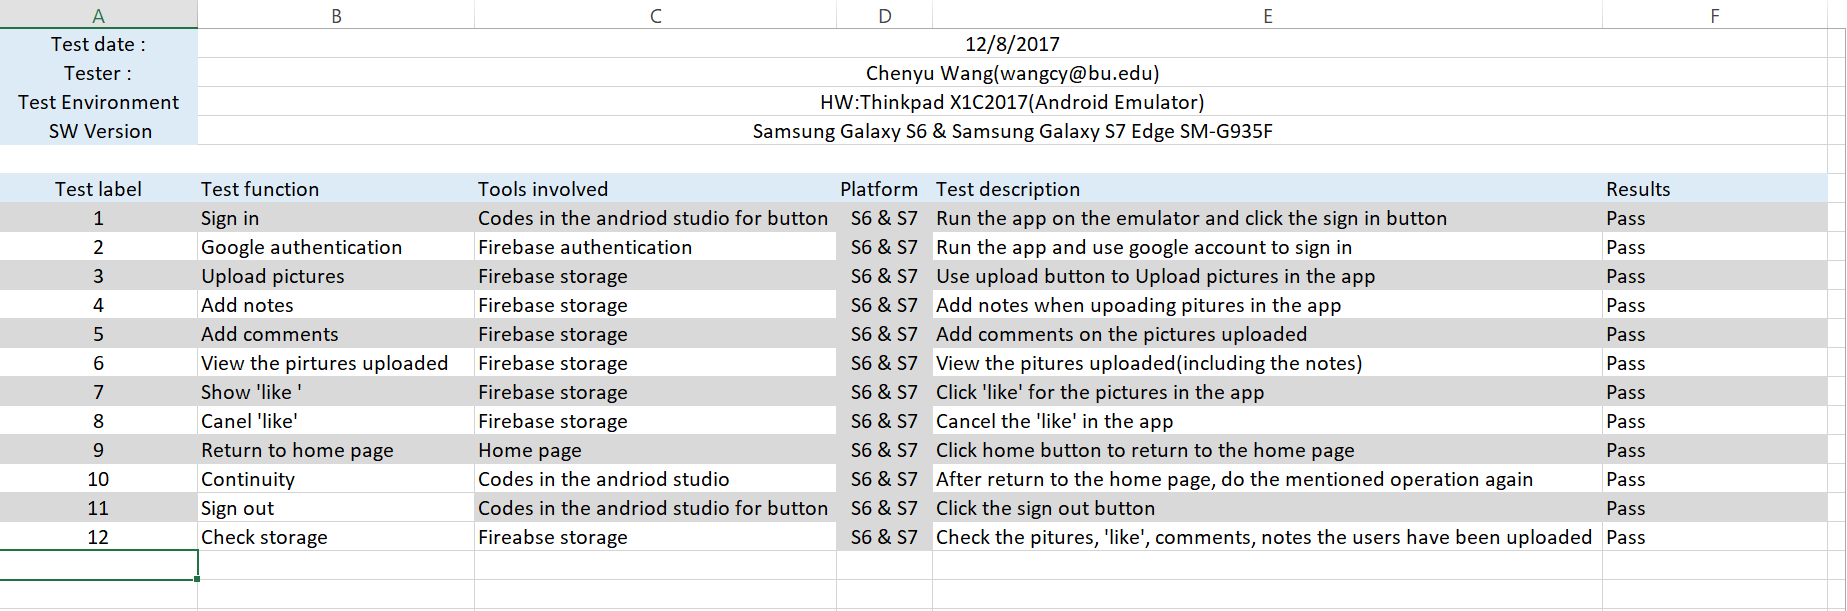 A B C D E F
Test date : 12/8/2017
Tester : Chenyu Wang(wangcy@bu.edu)
Test Environment HW:Thinkpad X1C2017(Android Emulator)
SW Version Samsung Galaxy S6 & Samsung Galaxy S7 Edge SM-G935F
Test label Test function Tools involved Platform Test description Results
1 Sign in Codes in the andriod studio for button S6 & S7 Run the app on the emulator and click the sign in button Pass
2 Google authentication Firebase authentication S6 & S7 Run the app and use google account to sign in Pass
3 Upload pictures Firebase storage S6 & S7 Use upload button to Upload pictures in the app Pass
4 Add notes Firebase storage S6 & S7 Add notes when upoading pitures in the app Pass
5 Add comments Firebase storage S6 & S7 Add comments on the pictures uploaded Pass
6 View the pirtures uploaded Firebase storage S6 & S7 View the pitures uploaded(including the notes) Pass
7 Show 'like ' Firebase storage S6 & S7 Click 'like' for the pictures in the app Pass
8 Canel 'like' Firebase storage S6 & S7 Cancel the 'like' in the app Pass
9 Return to home page Home page S6 & S7 Click home button to return to the home page Pass
10 Continuity Codes in the andriod studio S6 & S7 After return to the home page, do the mentioned operation again Pass
11 Sign out Codes in the andriod studio for button S6 & S7 Click the sign out button Pass
12 Check storage Fireabse storage S6 & S7 Check the pitures, 'like', comments, notes the users have been uploaded Pass